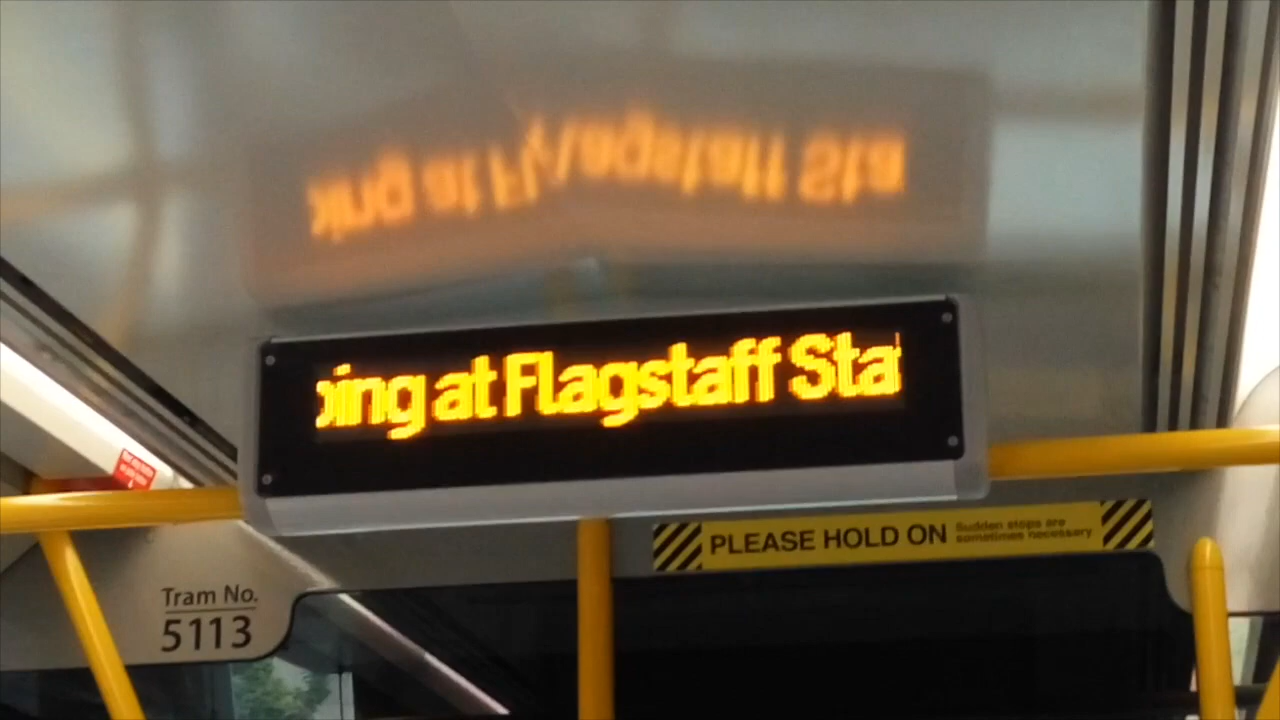 ping at Flagstaff Sta
PLEASE HOLD ON
Sudden stops are
sometimes necessary
Tram No.
5113